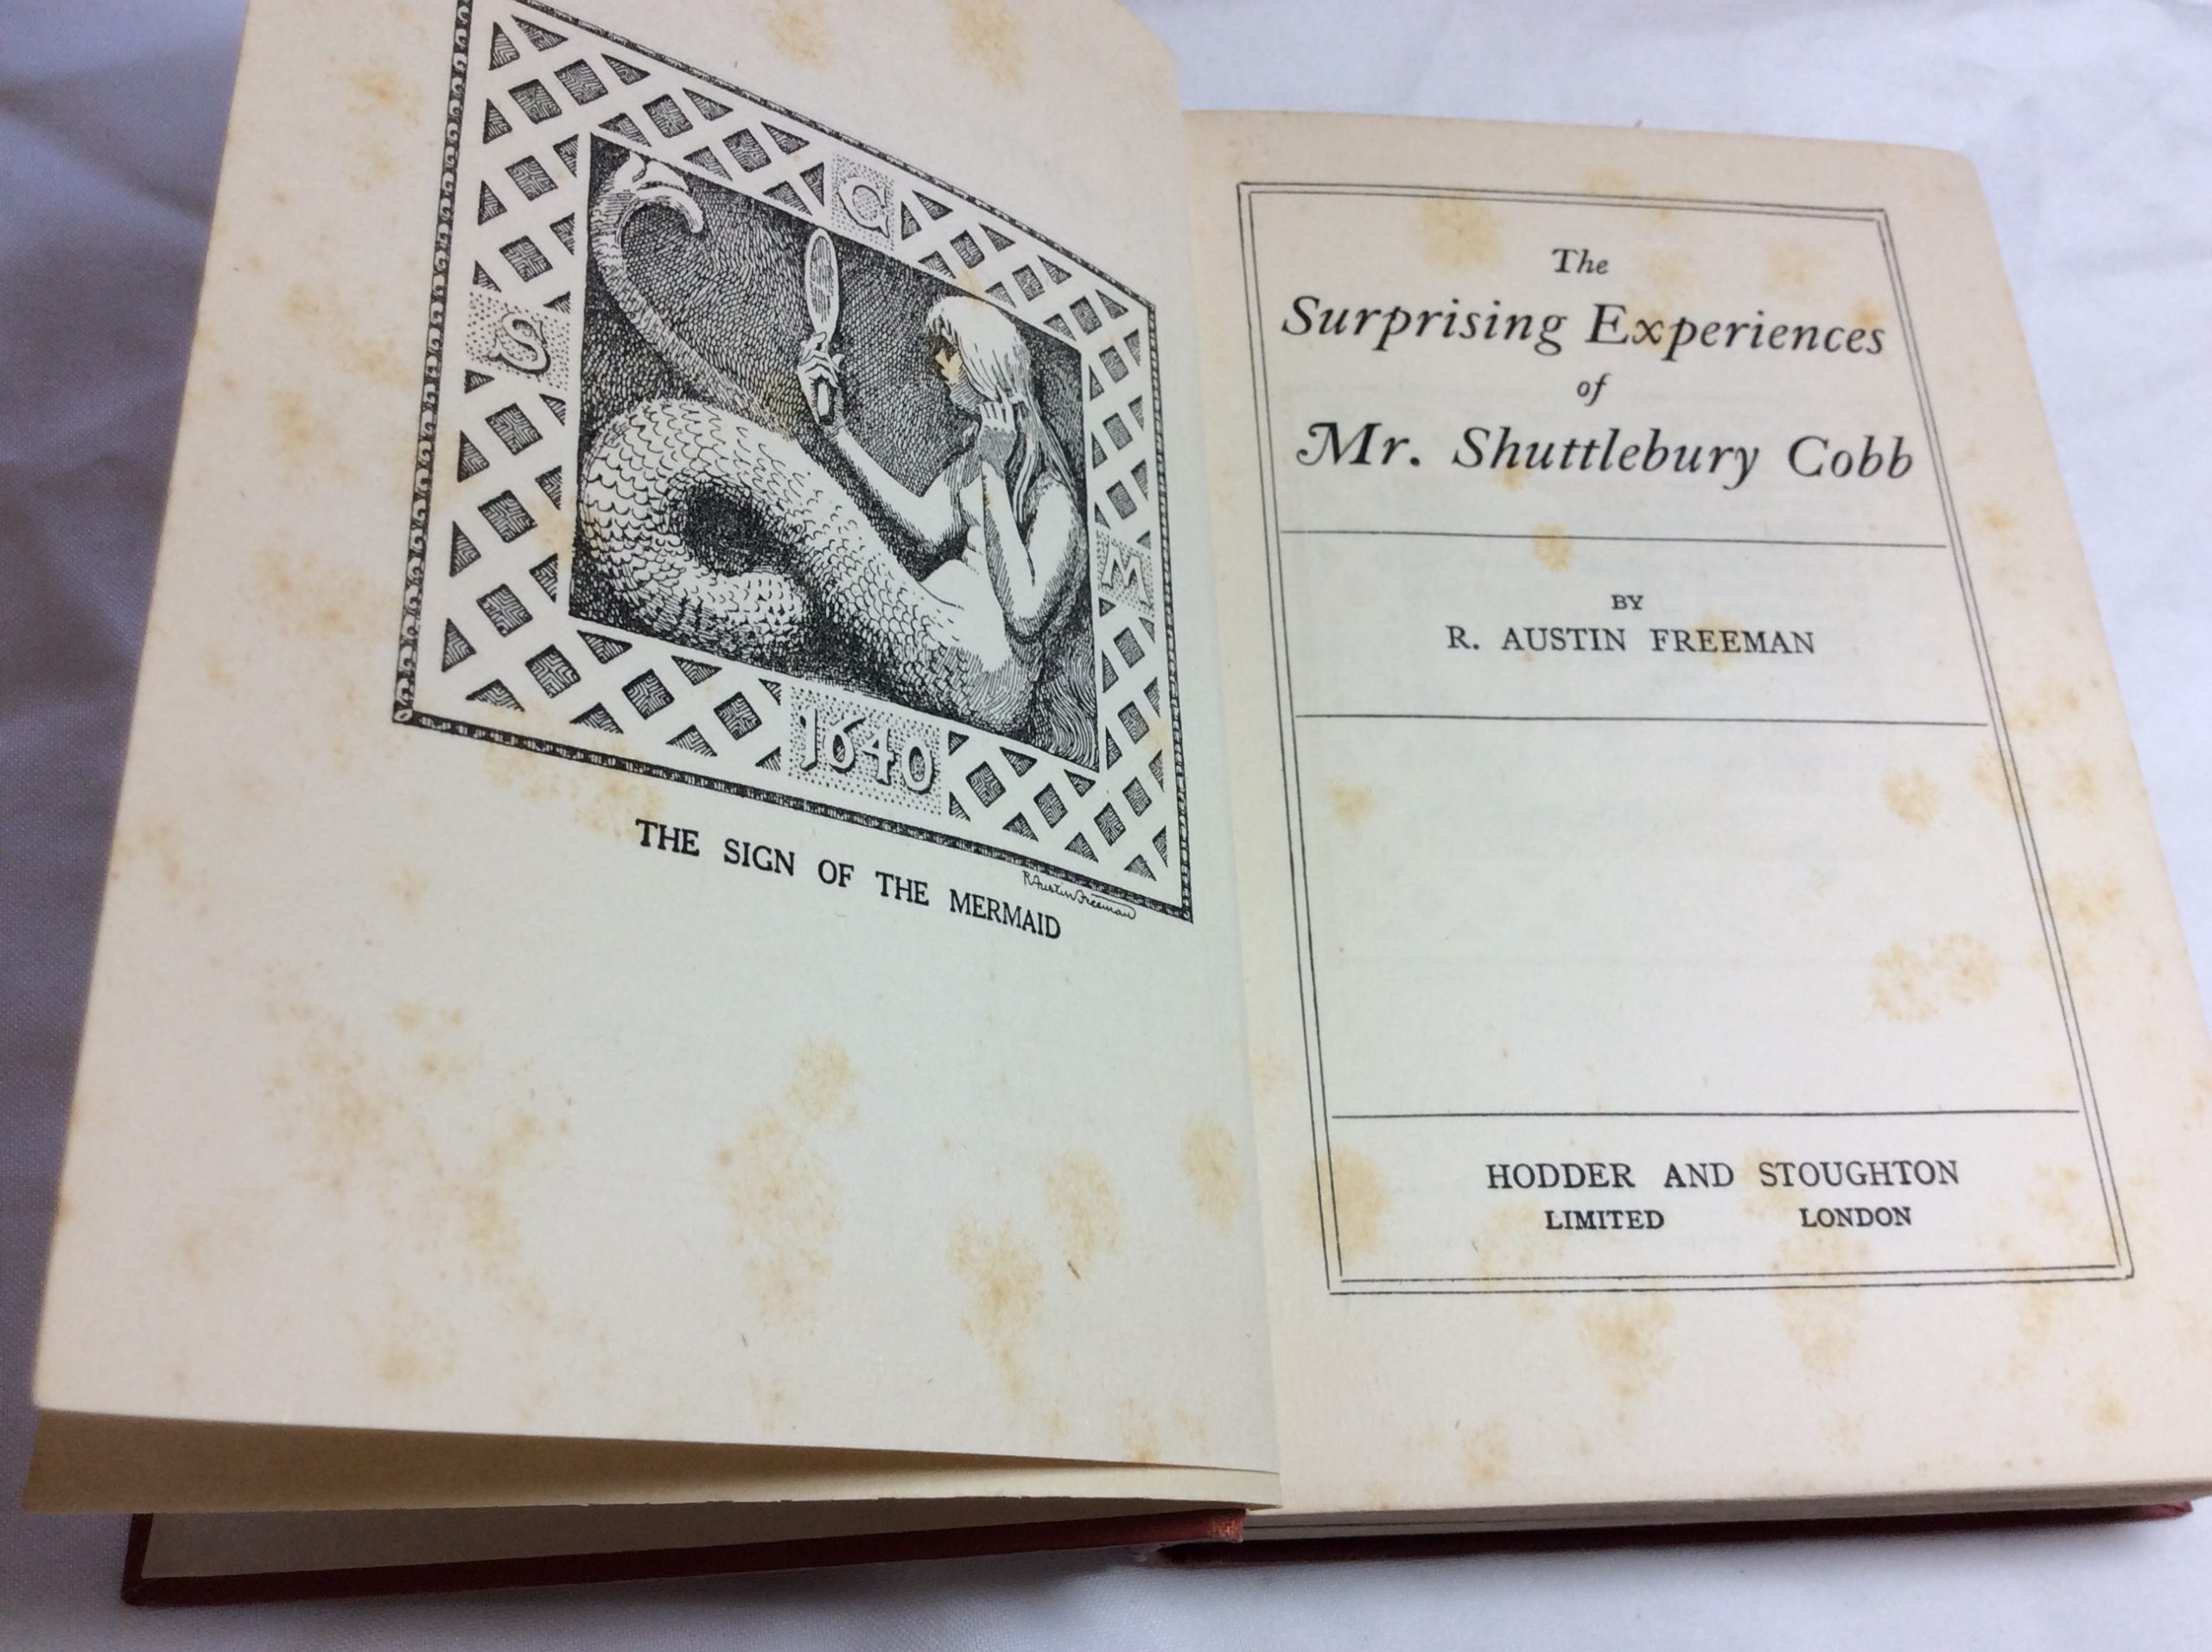 G
S
M
1640
R. Austin Freeman
THE SIGN OF THE MERMAID
The
Surprising Experiences
of
Mr. Shuttlebury Cobb
BY
R. AUSTIN FREEMAN
HODDER AND STOUGHTON
LIMITED LONDON